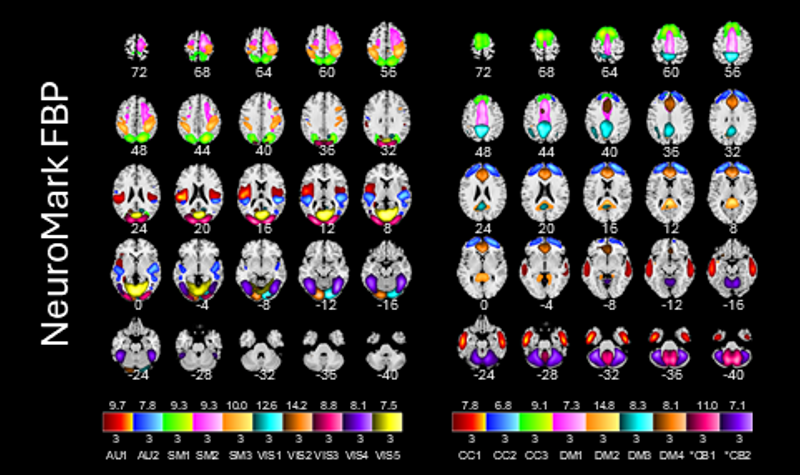 NeuroMark FBP
72 68 64 60 56
48 44 40 36 32
24 20 16 12 8
0 -4 -8 -12 -16
-24 -28 -32 -36 -40
9.7 7.8 9.3 9.3 10.0 12.6 14.2 8.8 8.1 7.5
3 3 3 3 3 3 3 3 3 3
AU1 AU2 SM1 SM2 SM3 VIS1 VIS2 VIS3 VIS4 VIS5
72 68 64 60 56
48 44 40 36 32
24 20 16 12 8
0 -4 -8 -12 -16
-24 -28 -32 -36 -40
7.8 6.8 9.1 7.3 14.8 8.3 8.1 11.0 7.1
3 3 3 3 3 3 3 3 3
CC1 CC2 CC3 DM1 DM2 DM3 DM4 *CB1 *CB2